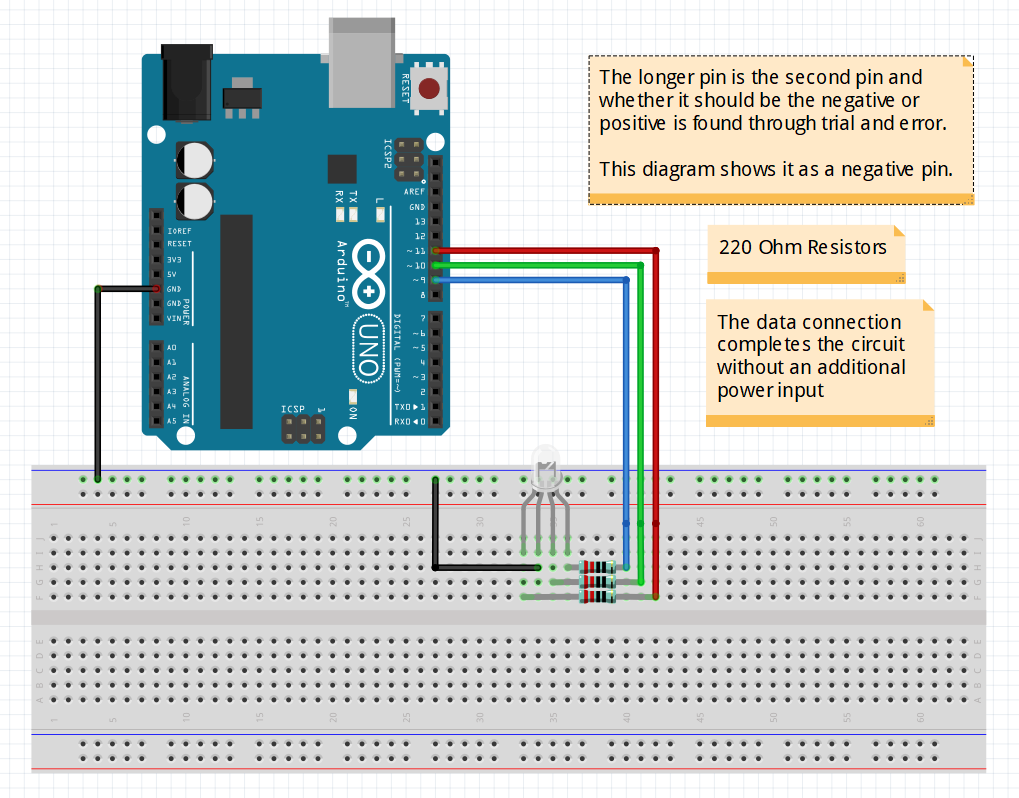 The longer pin is the second pin and
whether it should be the negative or
positive is found through trial and error.
This diagram shows it as a negative pin.
220 Ohm Resistors
The data connection
completes the circuit
without an additional
power input
RESET
ICSP2
AREF
GND
13
12
~11
~10
~9
8
7
~6
~5
4
~3
2
TXD▶1
RXD◀0
DIGITAL (PWM=~)
RX
TX
L
Arduino™
UNO
IOREF
RESET
3V3
5V
GND
GND
VIN
POWER
A0
A1
A2
A3
A4
A5
ANALOG IN
ICSP
1
ON
1 5 10 15 20 25 30 35 40 45 50 55 60
J J
I I
H H
G G
F F
E E
D D
C C
B B
A A
1 5 10 15 20 25 30 35 40 45 50 55 60